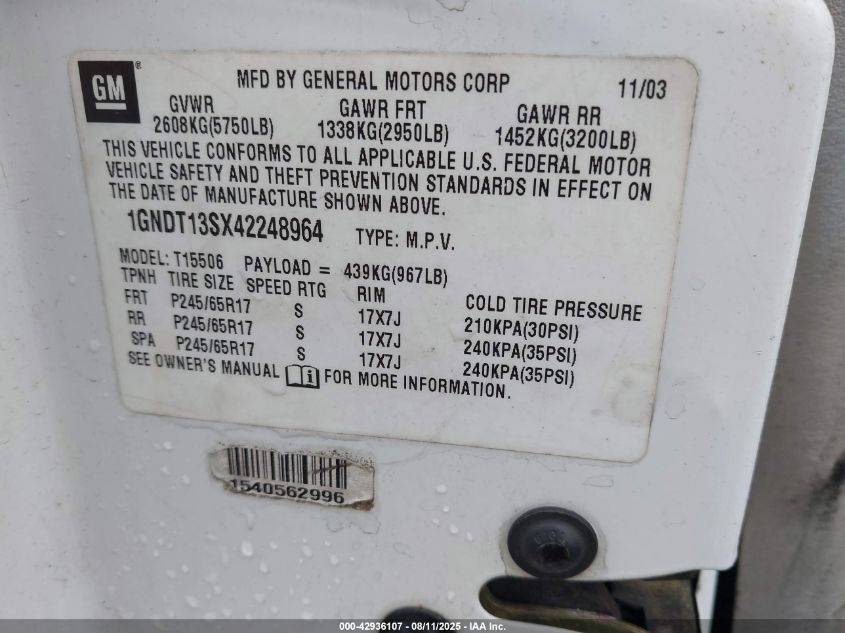 GM ®
MFD BY GENERAL MOTORS CORP 11/03
GVWR GAWR FRT GAWR RR
2608KG(5750LB) 1338KG(2950LB) 1452KG(3200LB)
THIS VEHICLE CONFORMS TO ALL APPLICABLE U.S. FEDERAL MOTOR
VEHICLE SAFETY AND THEFT PREVENTION STANDARDS IN EFFECT ON
THE DATE OF MANUFACTURE SHOWN ABOVE.
1GNDT13SX42248964 TYPE: M.P.V.
MODEL: T15506 PAYLOAD = 439KG(967LB)
TPNH TIRE SIZE SPEED RTG RIM COLD TIRE PRESSURE
FRT P245/65R17 S 17X7J 210KPA(30PSI)
RR P245/65R17 S 17X7J 240KPA(35PSI)
SPA P245/65R17 S 17X7J 240KPA(35PSI)
SEE OWNER'S MANUAL i FOR MORE INFORMATION.
1540562996
000-42936107 - 08/11/2025 - IAA Inc.